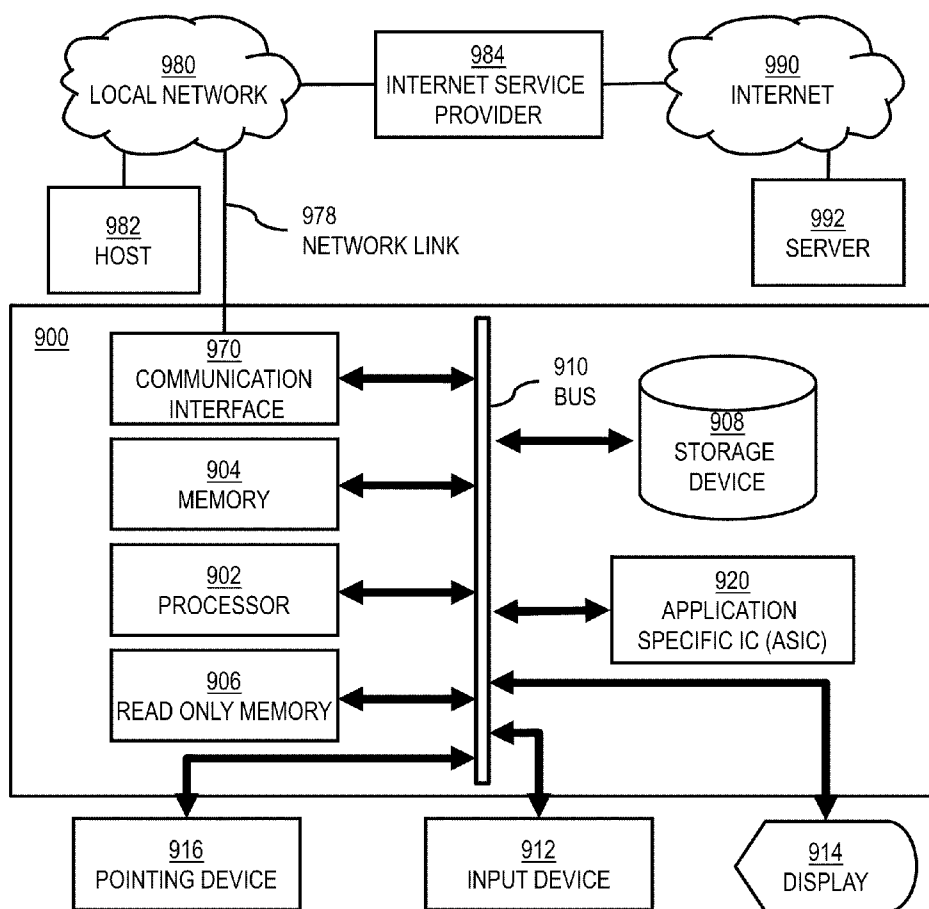 980
LOCAL NETWORK
984
INTERNET SERVICE
PROVIDER
990
INTERNET
982
HOST
978
NETWORK LINK
992
SERVER
900
970
COMMUNICATION
INTERFACE
910
BUS
908
STORAGE
DEVICE
904
MEMORY
902
PROCESSOR
920
APPLICATION
SPECIFIC IC (ASIC)
906
READ ONLY MEMORY
916
POINTING DEVICE
912
INPUT DEVICE
914
DISPLAY